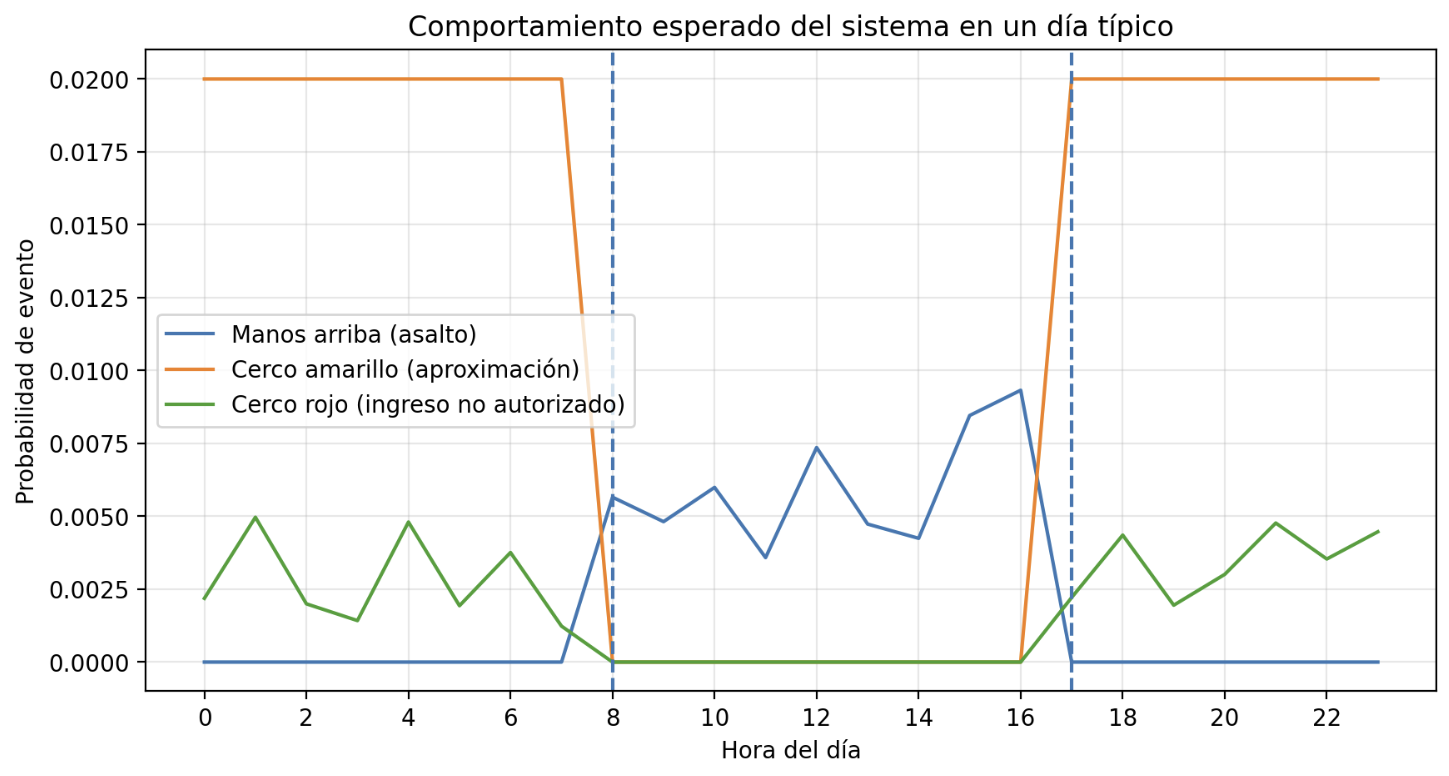 Comportamiento esperado del sistema en un día típico
Probabilidad de evento
0.0200
0.0175
0.0150
0.0125
0.0100
0.0075
0.0050
0.0025
0.0000
Manos arriba (asalto)
Cerco amarillo (aproximación)
Cerco rojo (ingreso no autorizado)
0 2 4 6 8 10 12 14 16 18 20 22
Hora del día